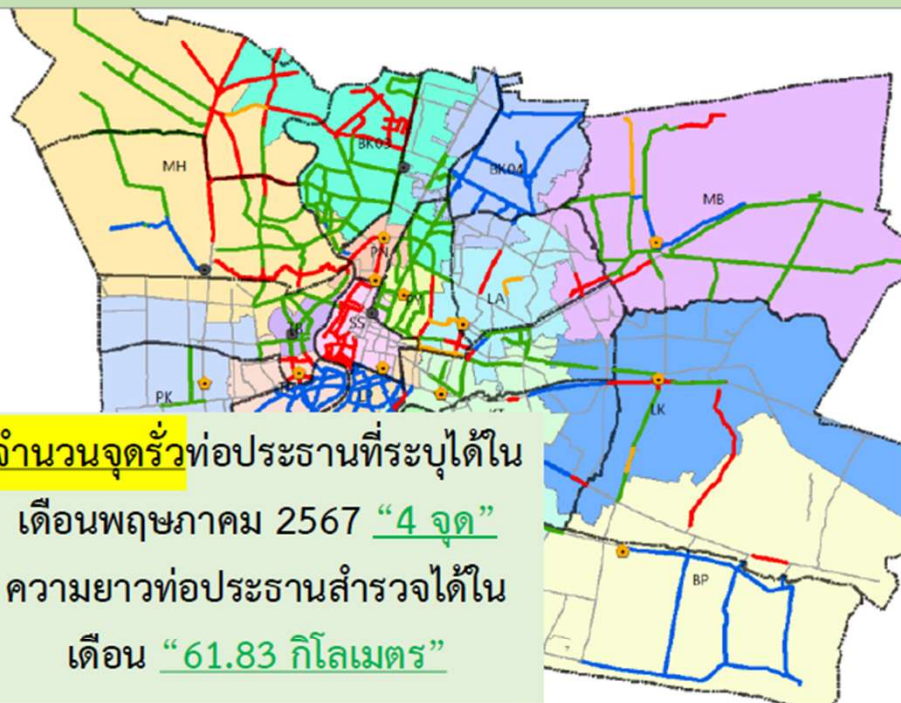 MH
BK03
BK04
MB
PN
PY
LA
SS
PK
LK
BP
จำนวนจุดรั่วท่อประธานที่ระบุได้ใน
เดือนพฤษภาคม 2567 “4 จุด”
ความยาวท่อประธานสำรวจได้ใน
เดือน “61.83 กิโลเมตร”